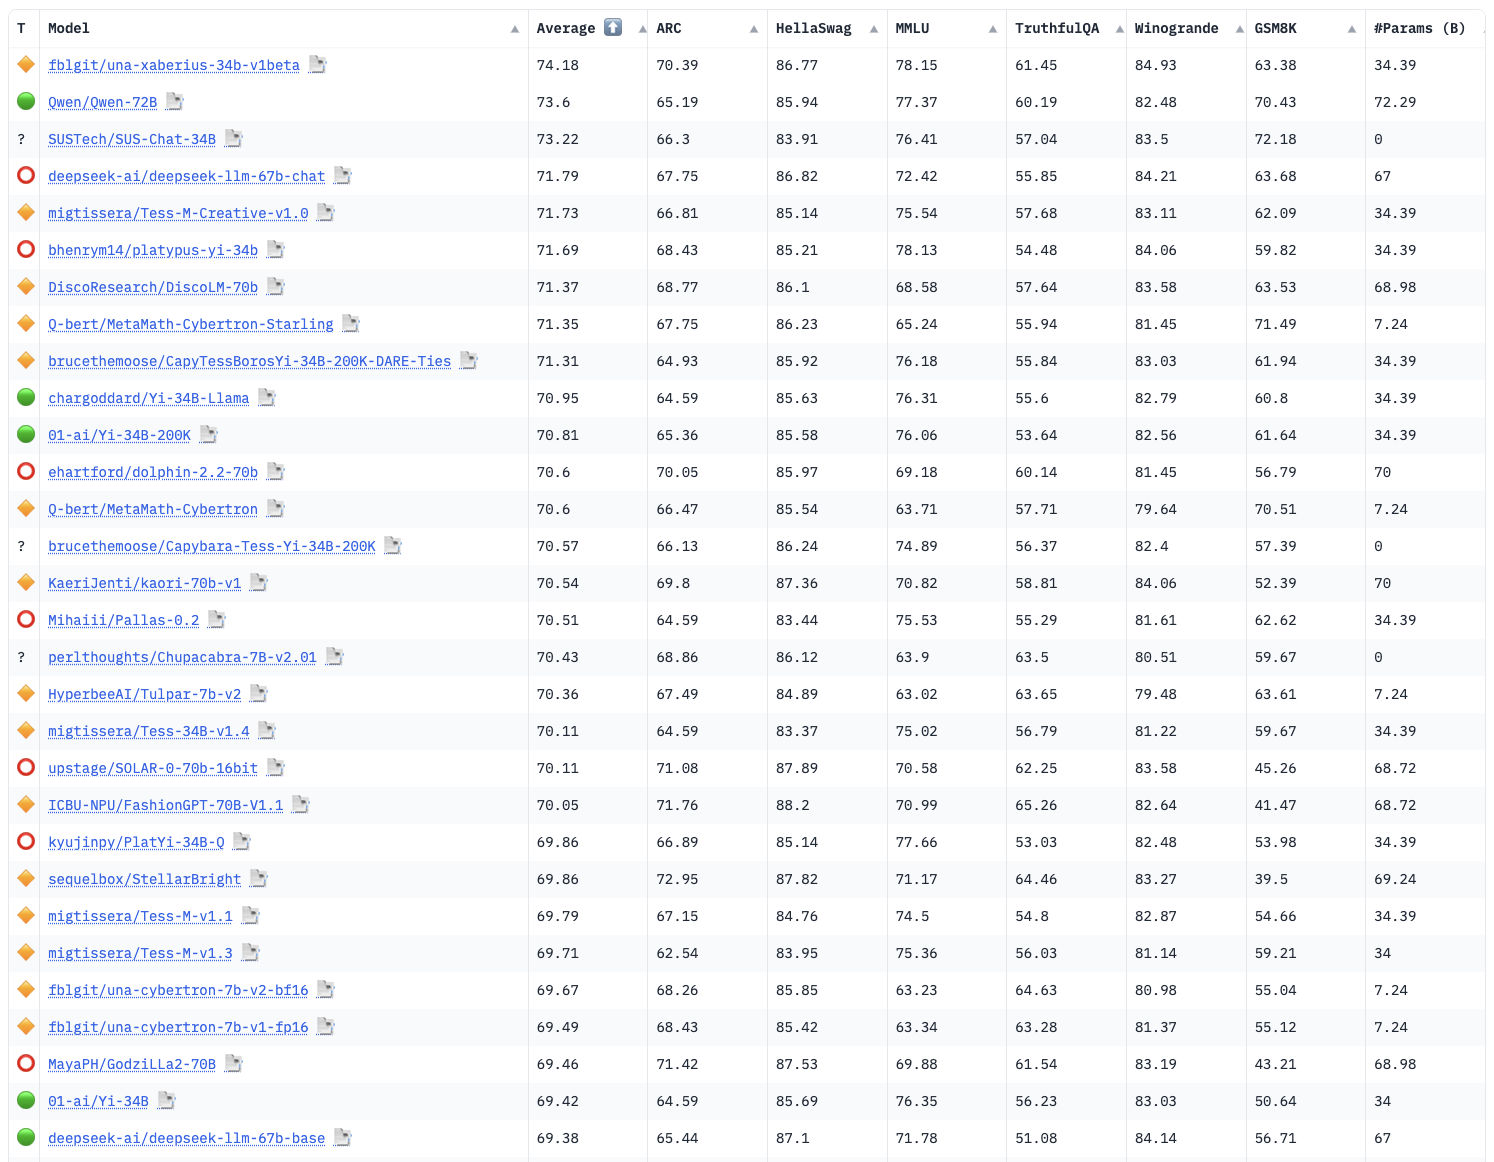 T Model Average ARC HellaSwag MMLU TruthfulQA Winogrande GSM8K #Params (B)
fblgit/una-xaberius-34b-v1beta 74.18 70.39 86.77 78.15 61.45 84.93 63.38 34.39
Qwen/Qwen-72B 73.6 65.19 85.94 77.37 60.19 82.48 70.43 72.29
? SUSTech/SUS-Chat-34B 73.22 66.3 83.91 76.41 57.04 83.5 72.18 0
deepseek-ai/deepseek-llm-67b-chat 71.79 67.75 86.82 72.42 55.85 84.21 63.68 67
migtissera/Tess-M-Creative-v1.0 71.73 66.81 85.14 75.54 57.68 83.11 62.09 34.39
bhenrym14/platypus-yi-34b 71.69 68.43 85.21 78.13 54.48 84.06 59.82 34.39
DiscoResearch/DiscoLM-70b 71.37 68.77 86.1 68.58 57.64 83.58 63.53 68.98
Q-bert/MetaMath-Cybertron-Starling 71.35 67.75 86.23 65.24 55.94 81.45 71.49 7.24
brucethemoose/CapyTessBorosYi-34B-200K-DARE-Ties 71.31 64.93 85.92 76.18 55.84 83.03 61.94 34.39
chargoddard/Yi-34B-Llama 70.95 64.59 85.63 76.31 55.6 82.79 60.8 34.39
01-ai/Yi-34B-200K 70.81 65.36 85.58 76.06 53.64 82.56 61.64 34.39
ehartford/dolphin-2.2-70b 70.6 70.05 85.97 69.18 60.14 81.45 56.79 70
Q-bert/MetaMath-Cybertron 70.6 66.47 85.54 63.71 57.71 79.64 70.51 7.24
? brucethemoose/Capybara-Tess-Yi-34B-200K 70.57 66.13 86.24 74.89 56.37 82.4 57.39 0
KaeriJenti/kaori-70b-v1 70.54 69.8 87.36 70.82 58.81 84.06 52.39 70
Mihaiii/Pallas-0.2 70.51 64.59 83.44 75.53 55.29 81.61 62.62 34.39
? perlthoughts/Chupacabra-7B-v2.01 70.43 68.86 86.12 63.9 63.5 80.51 59.67 0
HyperbeeAI/Tulpar-7b-v2 70.36 67.49 84.89 63.02 63.65 79.48 63.61 7.24
migtissera/Tess-34B-v1.4 70.11 64.59 83.37 75.02 56.79 81.22 59.67 34.39
upstage/SOLAR-0-70b-16bit 70.11 71.08 87.89 70.58 62.25 83.58 45.26 68.72
ICBU-NPU/FashionGPT-70B-V1.1 70.05 71.76 88.2 70.99 65.26 82.64 41.47 68.72
kyujinpy/PlatYi-34B-Q 69.86 66.89 85.14 77.66 53.03 82.48 53.98 34.39
sequelbox/StellarBright 69.86 72.95 87.82 71.17 64.46 83.27 39.5 69.24
migtissera/Tess-M-v1.1 69.79 67.15 84.76 74.5 54.8 82.87 54.66 34.39
migtissera/Tess-M-v1.3 69.71 62.54 83.95 75.36 56.03 81.14 59.21 34
fblgit/una-cybertron-7b-v2-bf16 69.67 68.26 85.85 63.23 64.63 80.98 55.04 7.24
fblgit/una-cybertron-7b-v1-fp16 69.49 68.43 85.42 63.34 63.28 81.37 55.12 7.24
MayaPH/GodziLLa2-70B 69.46 71.42 87.53 69.88 61.54 83.19 43.21 68.98
01-ai/Yi-34B 69.42 64.59 85.69 76.35 56.23 83.03 50.64 34
deepseek-ai/deepseek-llm-67b-base 69.38 65.44 87.1 71.78 51.08 84.14 56.71 67